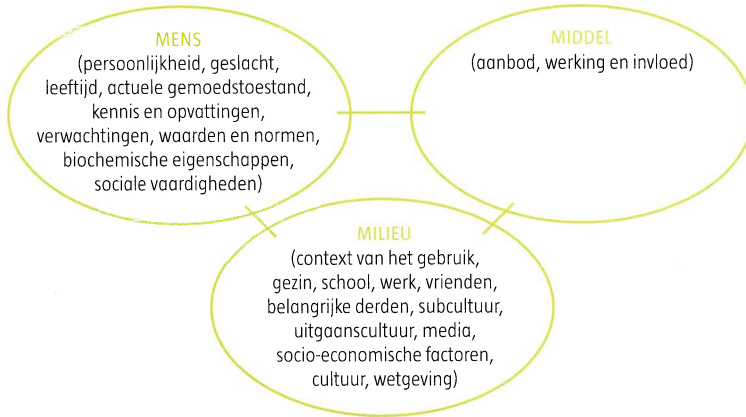 MENS
(persoonlijkheid, geslacht,
leeftijd, actuele gemoedstoestand,
kennis en opvattingen,
verwachtingen, waarden en normen,
biochemische eigenschappen,
sociale vaardigheden)
MIDDEL
(aanbod, werking en invloed)
MILIEU
(context van het gebruik,
gezin, school, werk, vrienden,
belangrijke derden, subcultuur,
uitgaanscultuur, media,
socio-economische factoren,
cultuur, wetgeving)